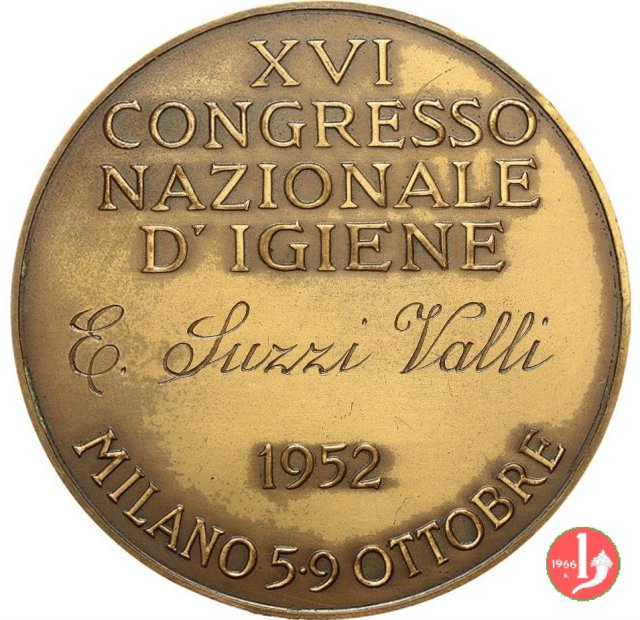 XVI
CONGRESSO
NAZIONALE
D'IGIENE
E. Suzzi Valli
1952
MILANO 5·9 OTTOBRE
1966